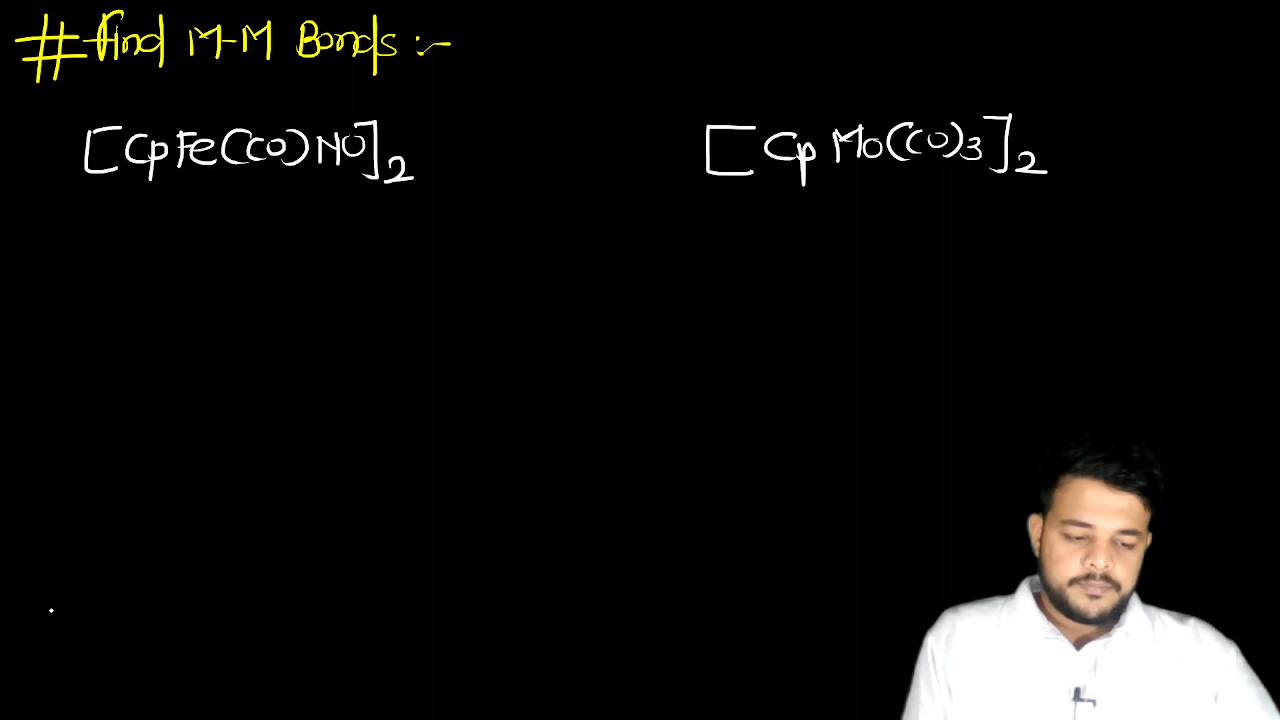 # Find M-M Bonds :-
[CpFe(CO)NO]2 [CpMo(CO)3]2